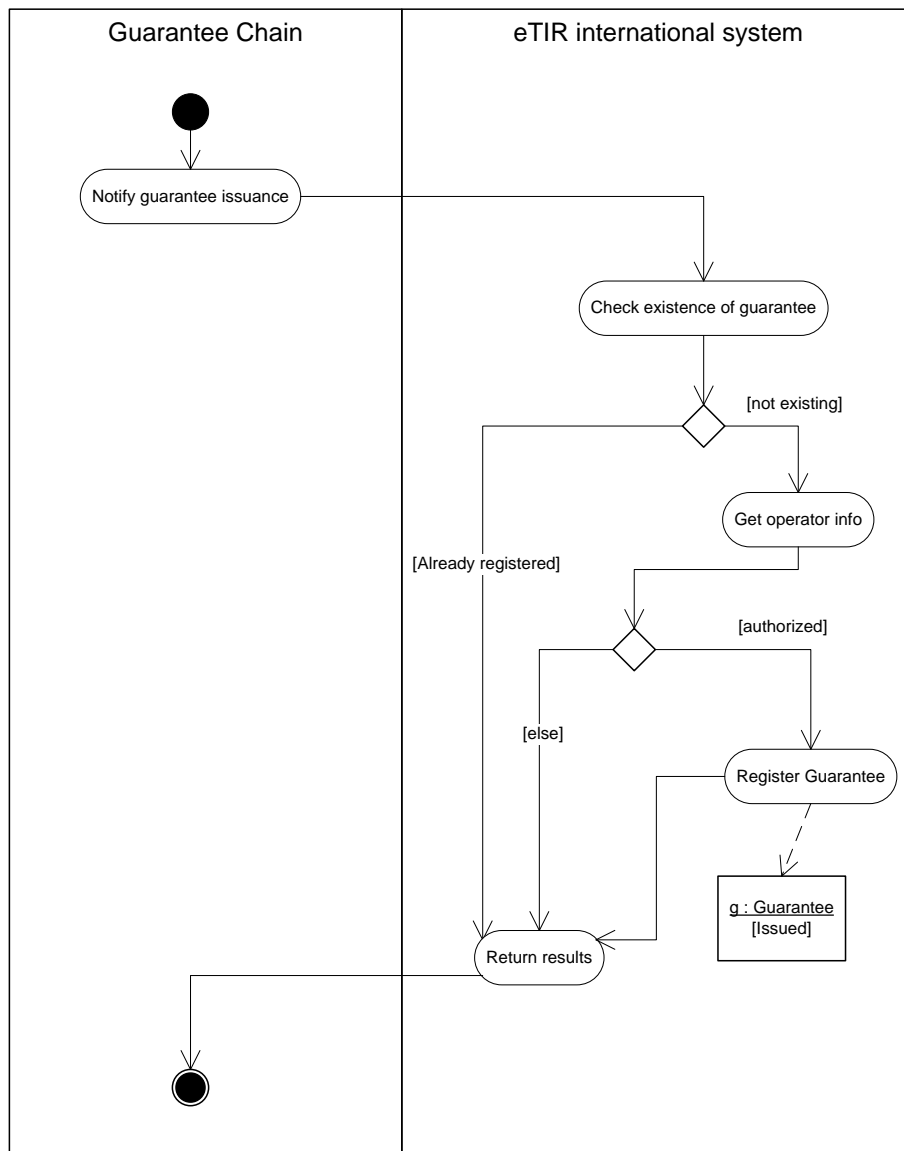 Guarantee Chain
eTIR international system
Notify guarantee issuance
Check existence of guarantee
[not existing]
Get operator info
[Already registered]
[authorized]
[else]
Register Guarantee
g : Guarantee
[Issued]
Return results